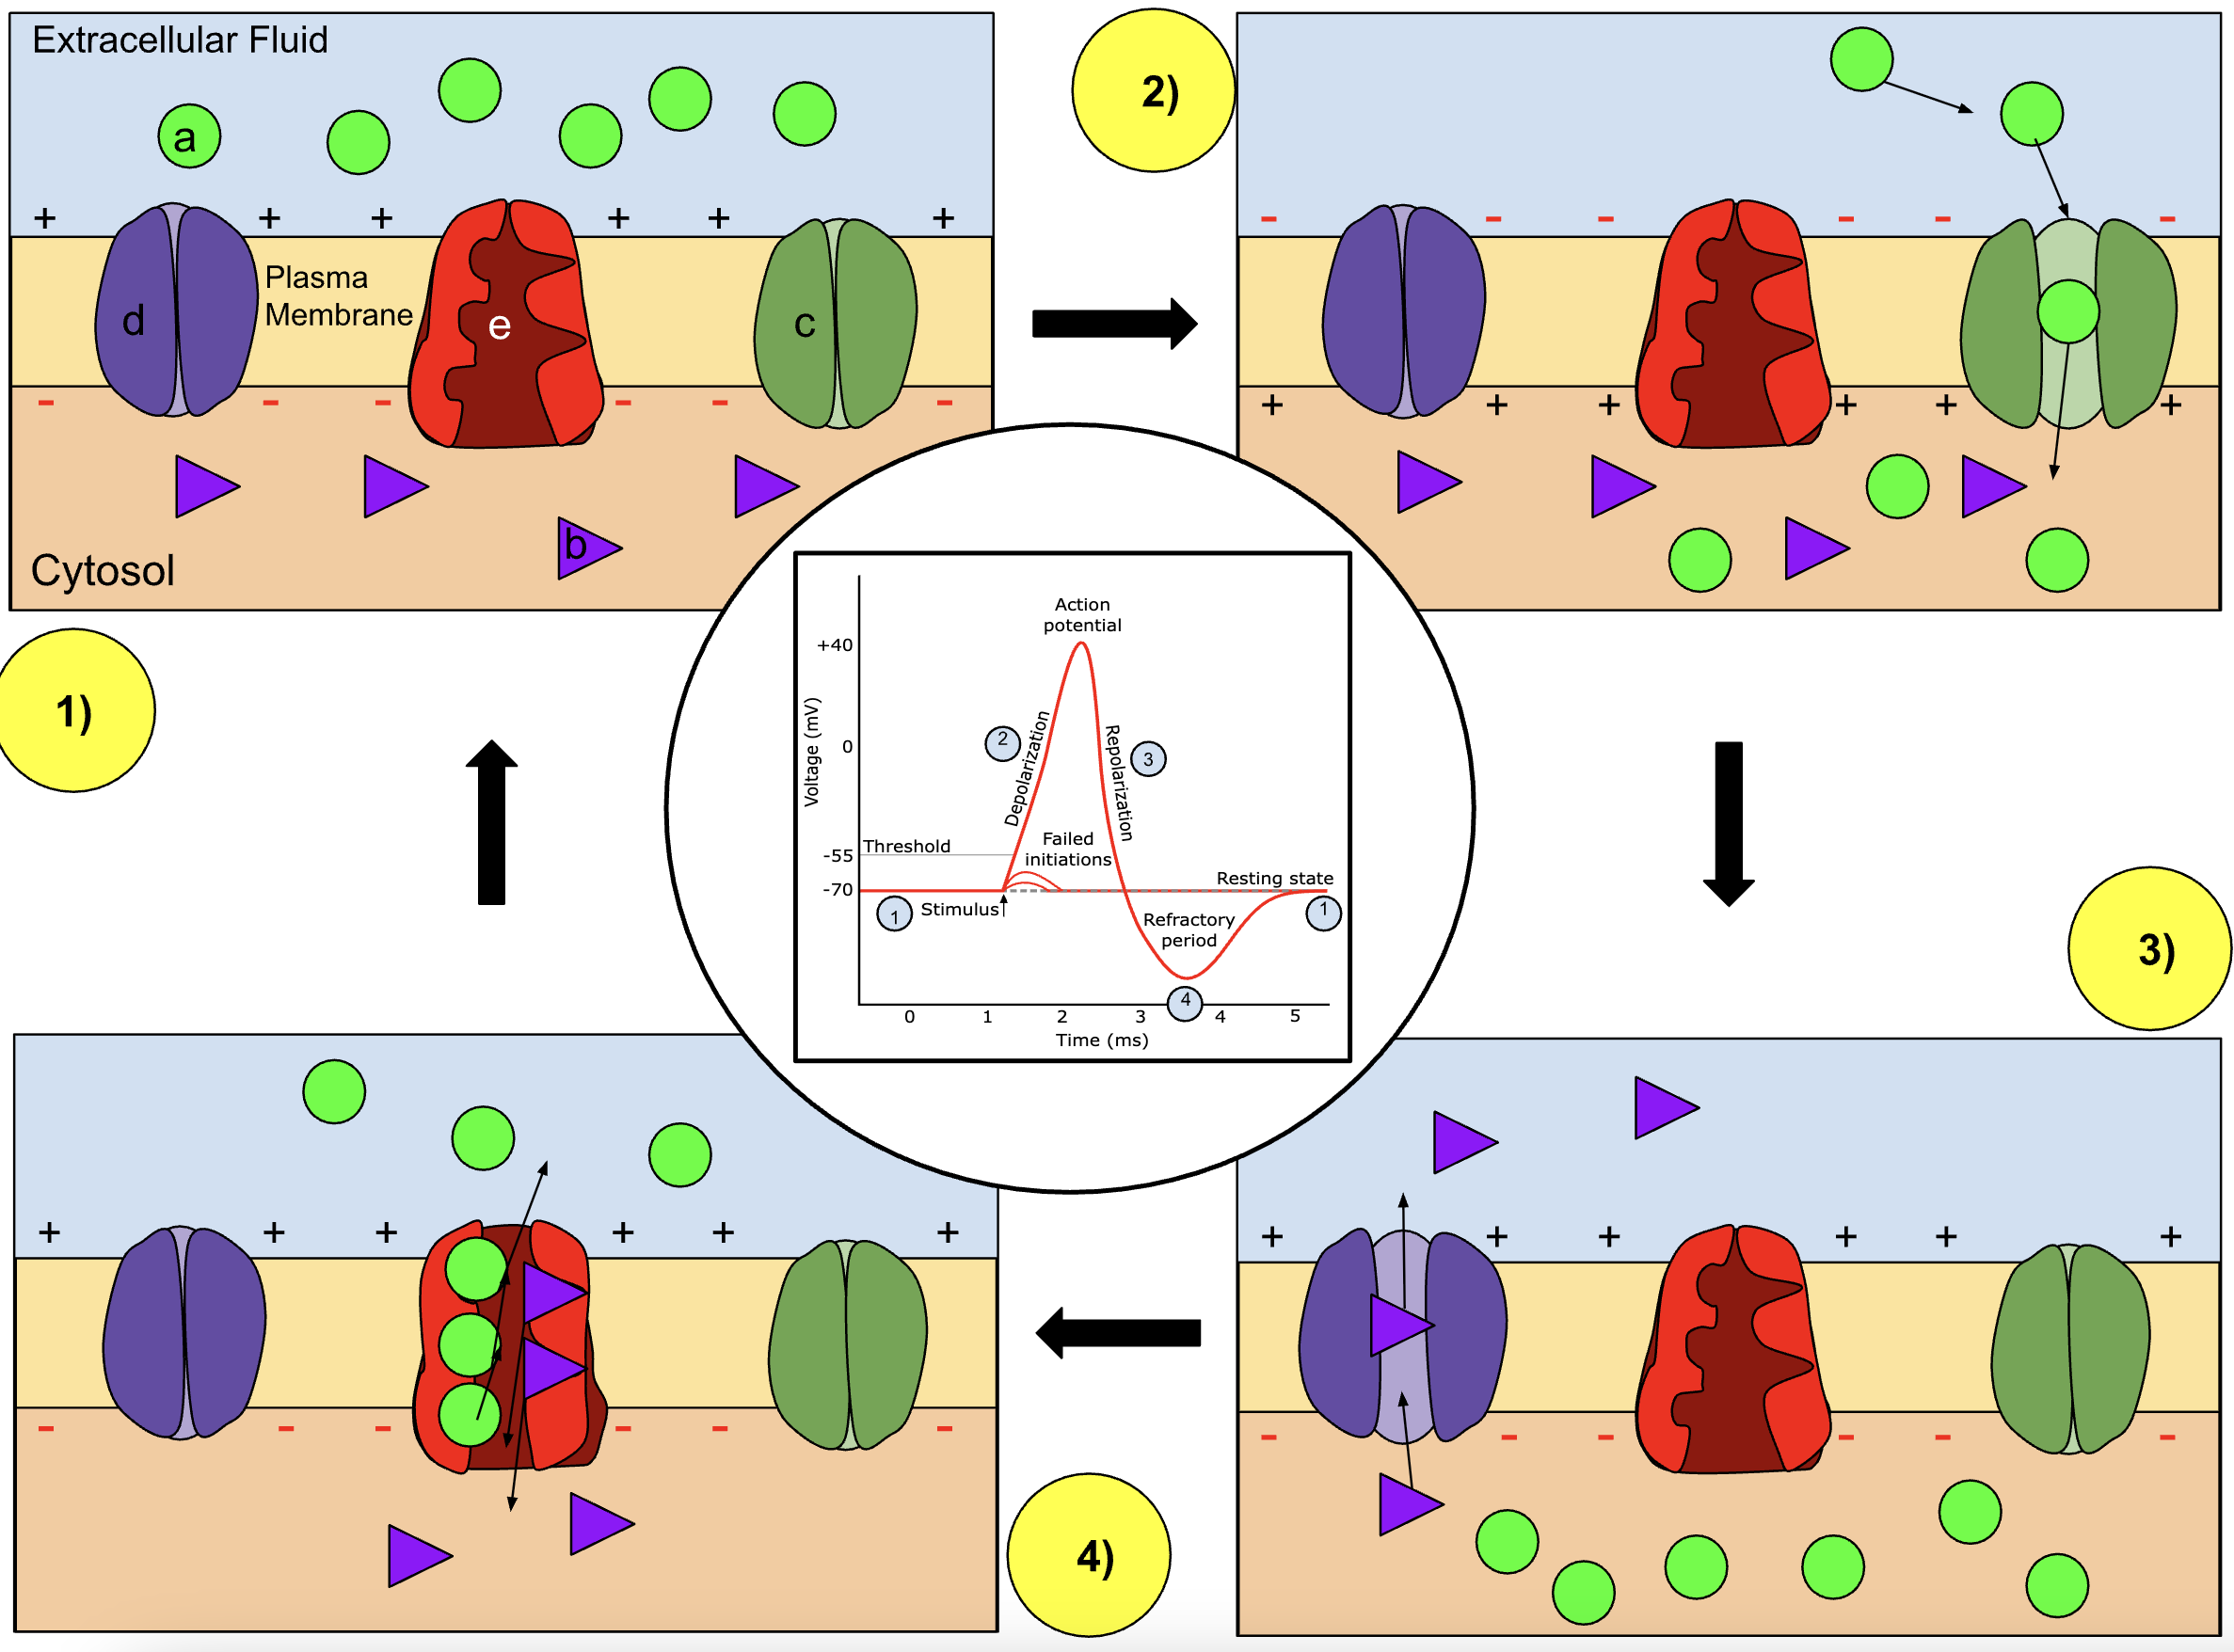 Extracellular Fluid
a
+ + + + + +
d
Plasma
Membrane
e
c
- - - - - -
b
Cytosol
1)
2)
- - - - - -
+ + + + + +
3)
+ + + + + +
- - - - - -
4)
+ + + + + +
- - - - - -
Action
potential
+40
Voltage (mV)
0
2
Depolarization
Repolarization
3
Threshold
-55
Failed
initiations
-70
Resting state
1
Stimulus
1
Refractory
period
4
0 1 2 3 4 5
Time (ms)